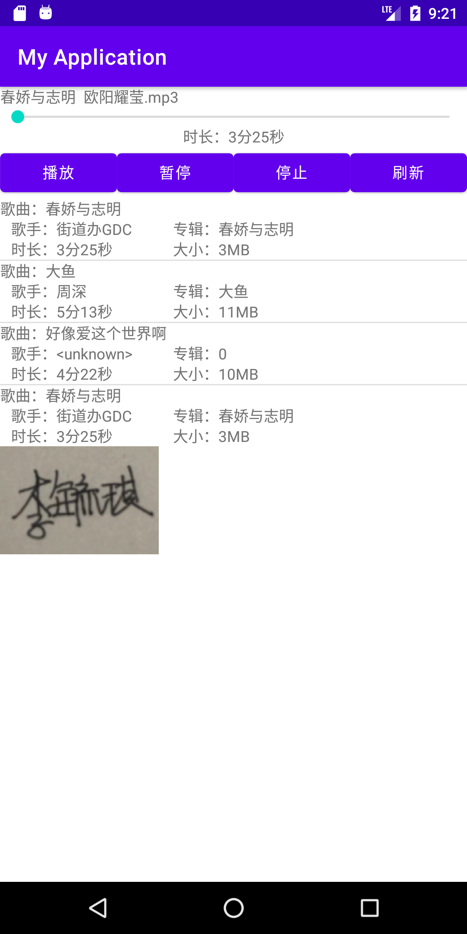 LTE 9:21
My Application
春娇与志明 欧阳耀莹.mp3
时长：3分25秒
播放 暂停 停止 刷新
歌曲：春娇与志明
歌手：街道办GDC 专辑：春娇与志明
时长：3分25秒 大小：3MB
歌曲：大鱼
歌手：周深 专辑：大鱼
时长：5分13秒 大小：11MB
歌曲：好像爱这个世界啊
歌手：<unknown> 专辑：0
时长：4分22秒 大小：10MB
歌曲：春娇与志明
歌手：街道办GDC 专辑：春娇与志明
时长：3分25秒 大小：3MB